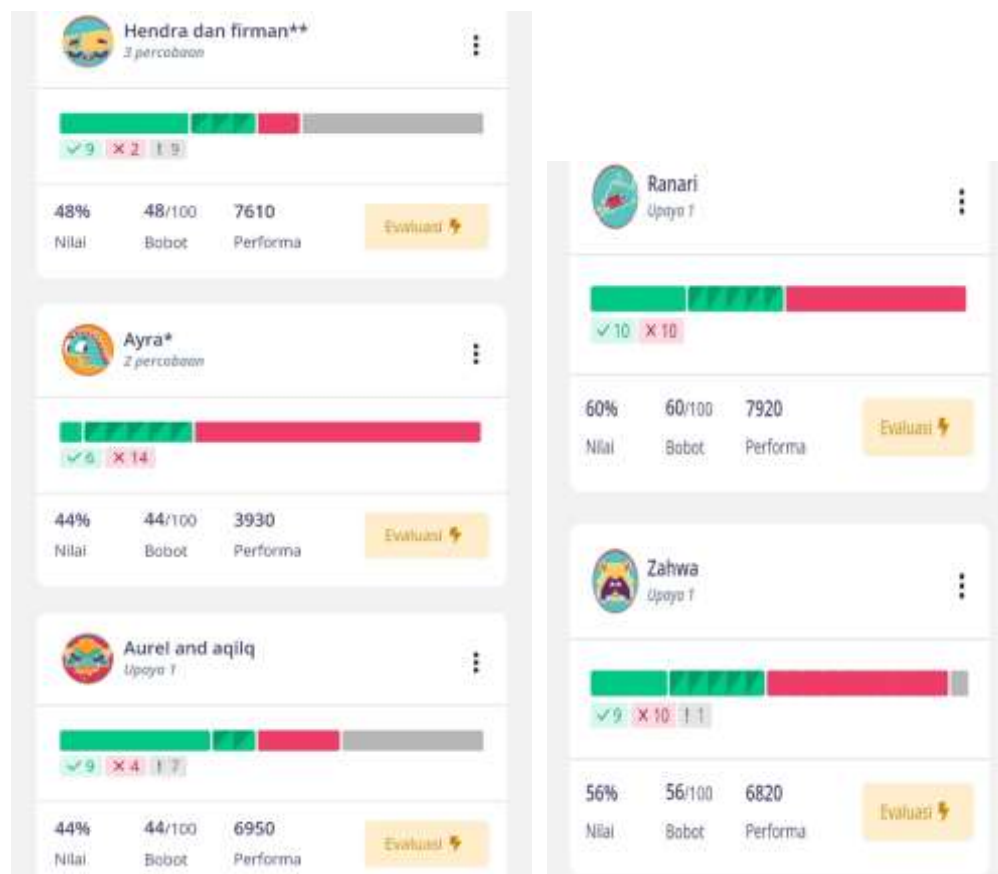 Hendra dan firman**
3 percobaan
✓ 9 ✕ 2 ! 9
48% 48/100 7610
Nilai Bobot Performa
Evaluasi
Ayra*
2 percobaan
✓ 6 ✕ 14
44% 44/100 3930
Nilai Bobot Performa
Evaluasi
Aurel and aqilq
Upaya 1
✓ 9 ✕ 4 ! 7
44% 44/100 6950
Nilai Bobot Performa
Evaluasi
Ranari
Upaya 1
✓ 10 ✕ 10
60% 60/100 7920
Nilai Bobot Performa
Evaluasi
Zahwa
Upaya 1
✓ 9 ✕ 10 ! 1
56% 56/100 6820
Nilai Bobot Performa
Evaluasi